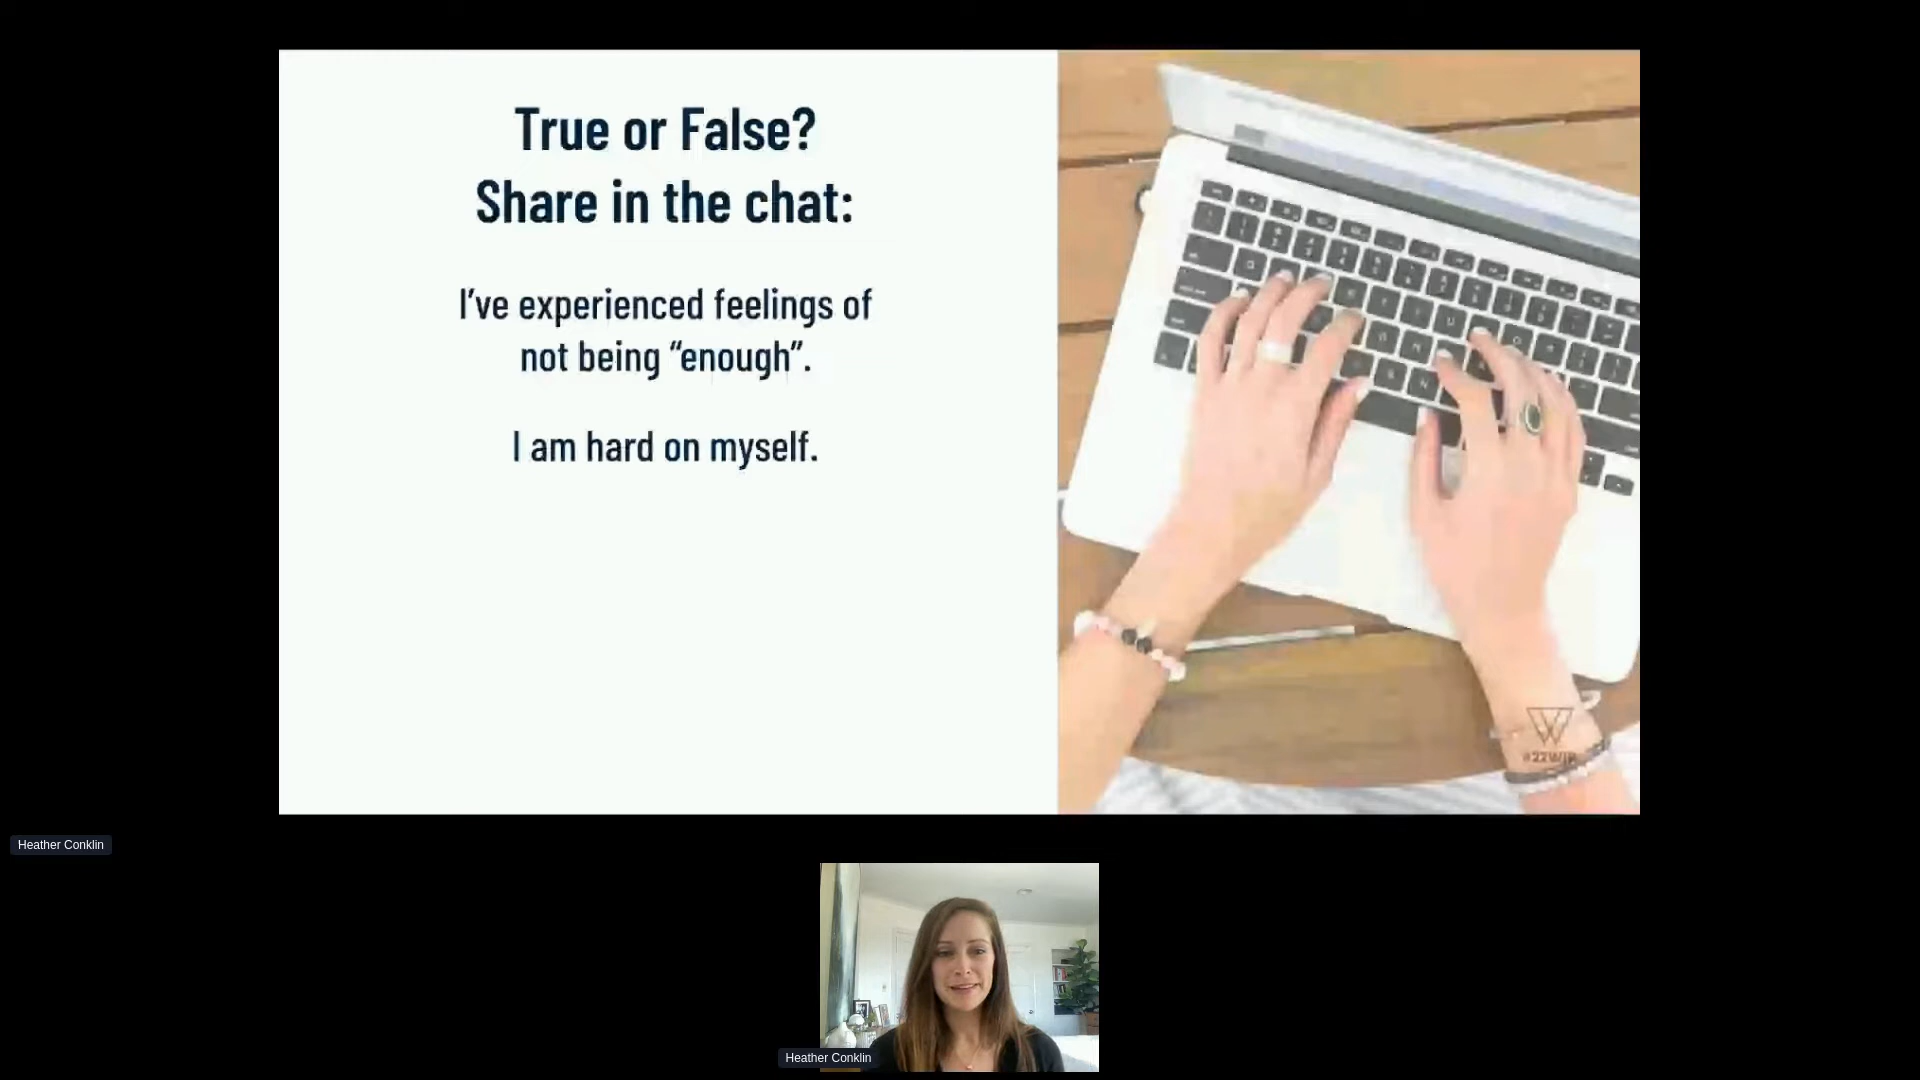 True or False?
Share in the chat:
I've experienced feelings of
not being “enough”.
I am hard on myself.
W
#22WIN
Heather Conklin
Heather Conklin